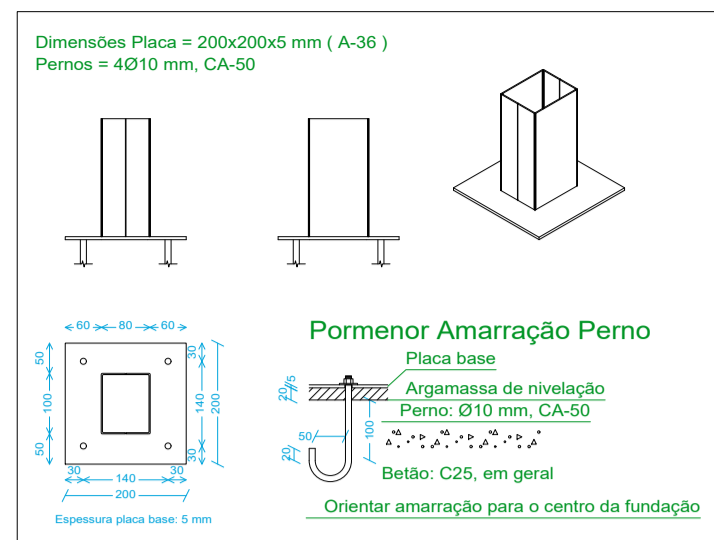 Dimensões Placa = 200x200x5 mm ( A-36 )
Pernos = 4Ø10 mm, CA-50
60 80 60
50
100
50
30
140
30
200
30 140 30
200
Espessura placa base: 5 mm
Pormenor Amarração Perno
Placa base
Argamassa de nivelação
Perno: Ø10 mm, CA-50
20 5
50
100
20
Betão: C25, em geral
Orientar amarração para o centro da fundação